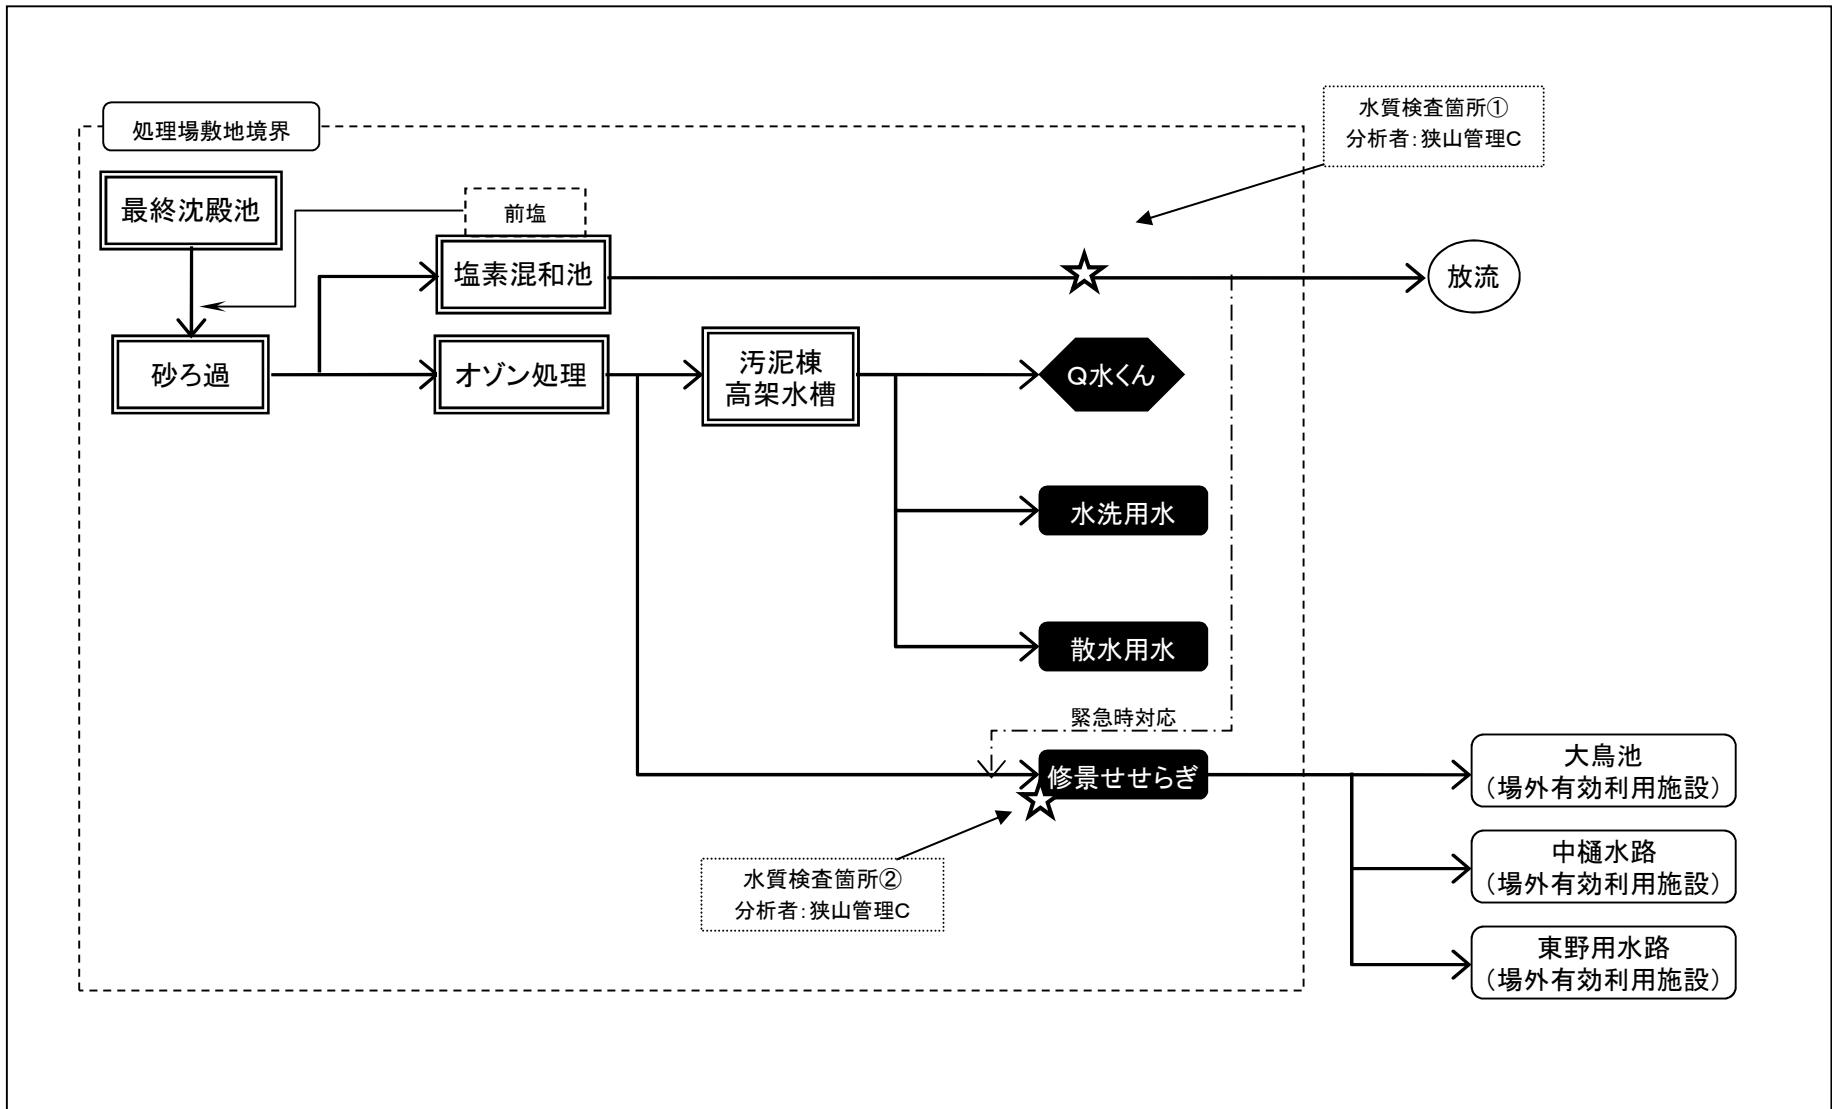 水質検査箇所①
分析者:狭山管理C
処理場敷地境界
最終沈殿池
前塩
塩素混和池
放流
砂ろ過
オゾン処理
汚泥棟
高架水槽
Q水くん
水洗用水
散水用水
緊急時対応
修景せせらぎ
大鳥池
(場外有効利用施設)
中樋水路
(場外有効利用施設)
水質検査箇所②
分析者:狭山管理C
東野用水路
(場外有効利用施設)